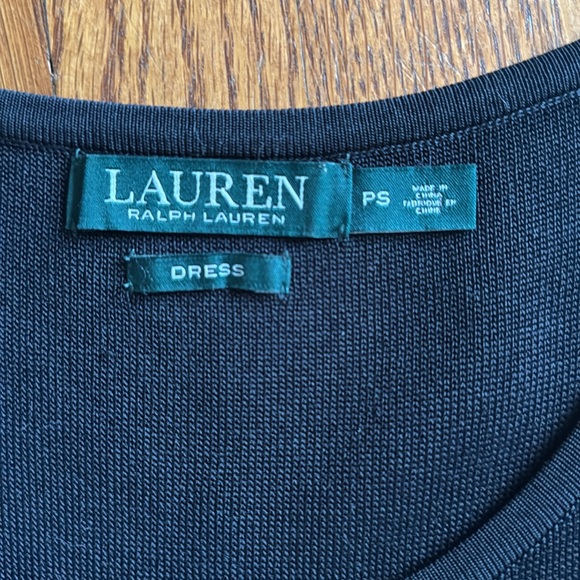 LAUREN
RALPH LAUREN
PS
MADE IN
CHINA
FABRIQUÉ EN
CHINE
DRESS